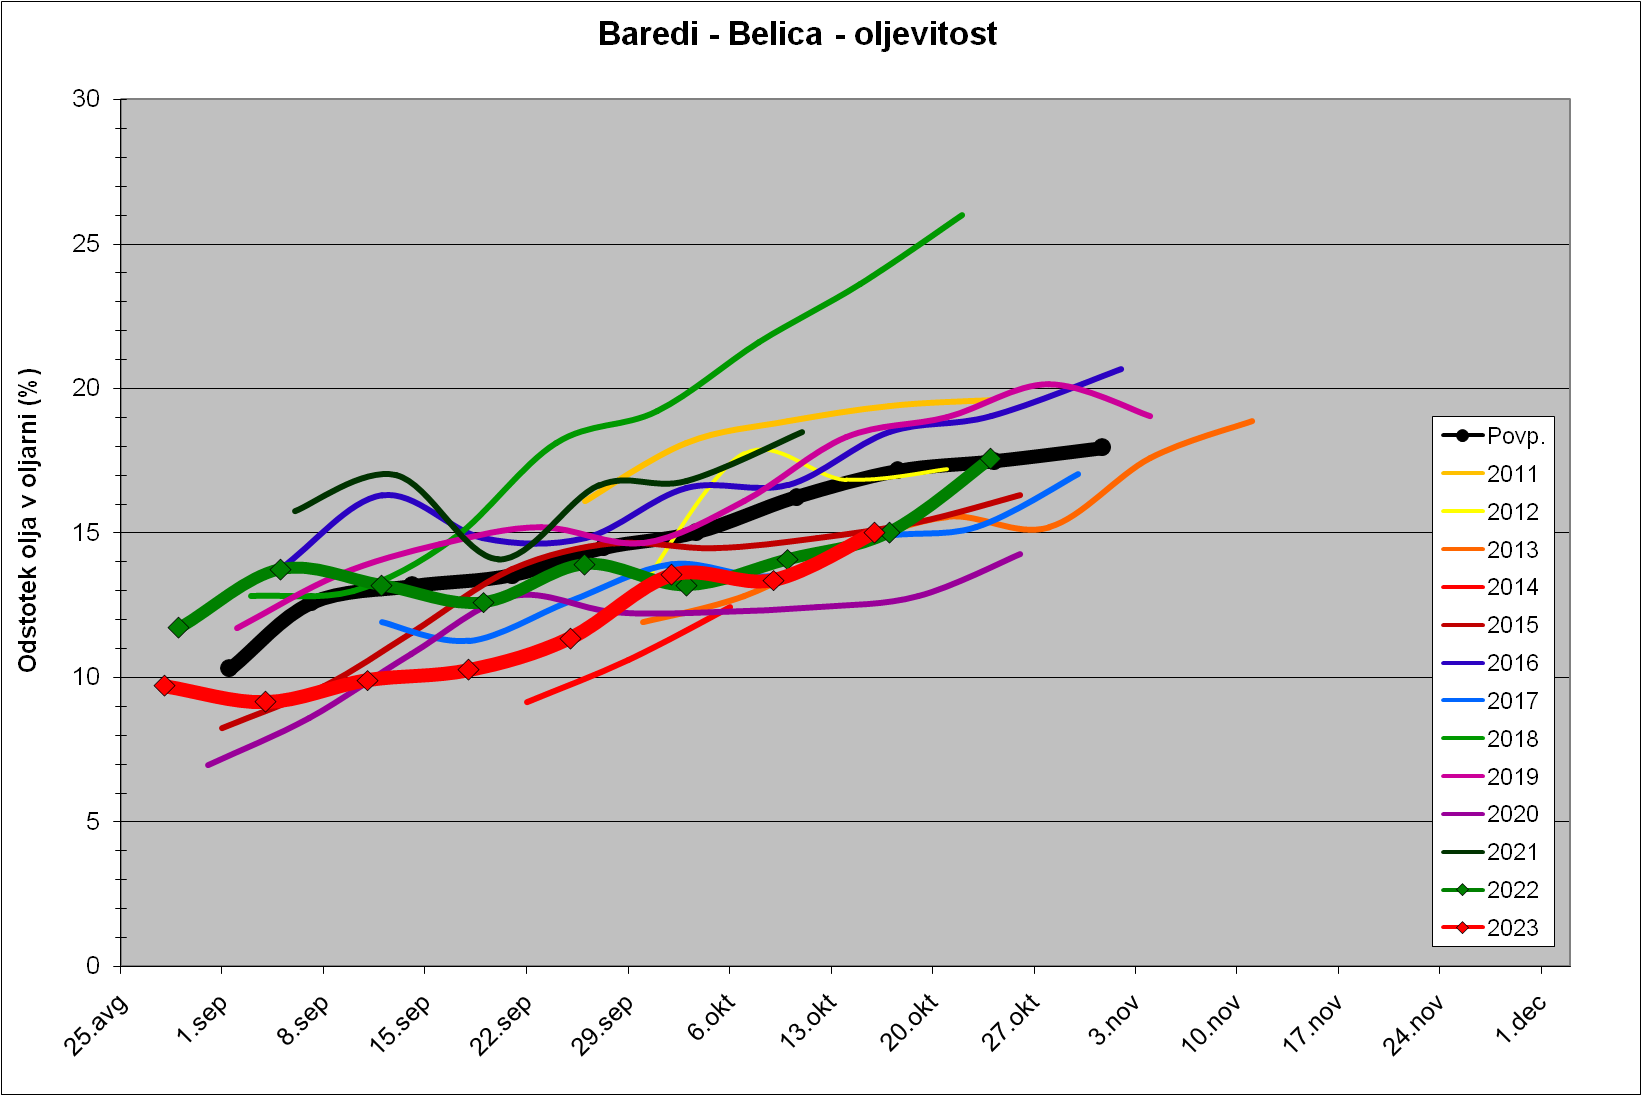 Baredi - Belica - oljevitost
Odstotek olja v oljarni (%)
30
25
20
15
10
5
0
25.avg
1.sep
8.sep
15.sep
22.sep
29.sep
6.okt
13.okt
20.okt
27.okt
3.nov
10.nov
17.nov
24.nov
1.dec
Povp.
2011
2012
2013
2014
2015
2016
2017
2018
2019
2020
2021
2022
2023